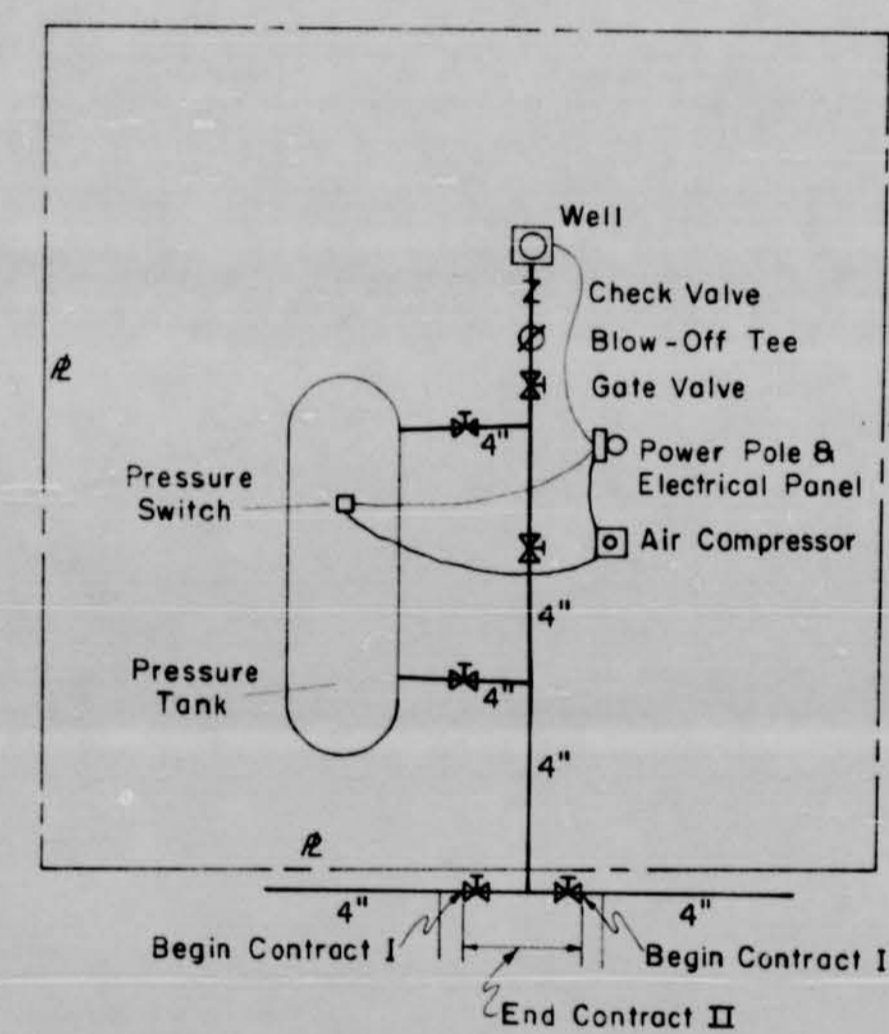 Well
Check Valve
Blow-Off Tee
Gate Valve
4"
Power Pole &
Electrical Panel
Pressure
Switch
Air Compressor
4"
Pressure
Tank
4"
4"
4"
4"
Begin Contract I
Begin Contract I
End Contract II